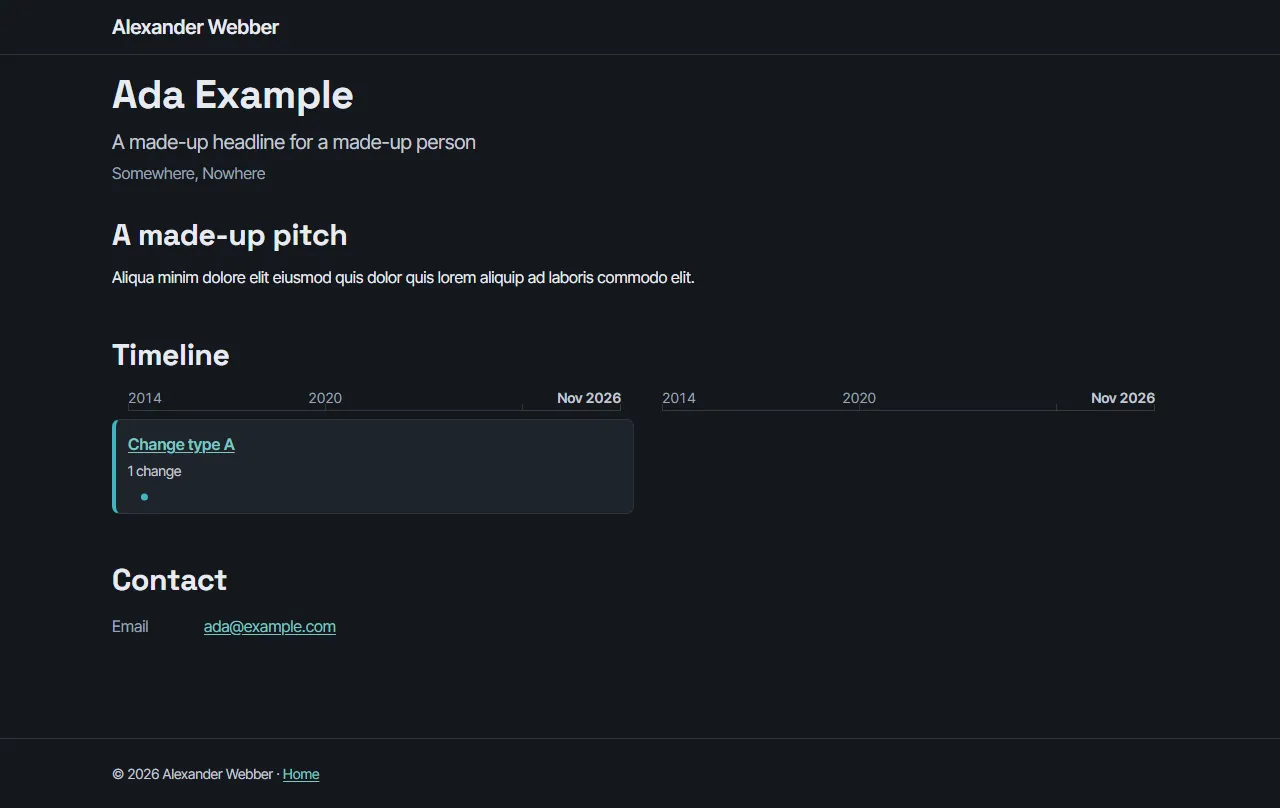 Alexander Webber
Ada Example
A made-up headline for a made-up person
Somewhere, Nowhere
A made-up pitch
Aliqua minim dolore elit eiusmod quis dolor quis lorem aliquip ad laboris commodo elit.
Timeline
2014 2020 Nov 2026 2014 2020 Nov 2026
Change type A
1 change
Contact
Email ada@example.com
© 2026 Alexander Webber · Home